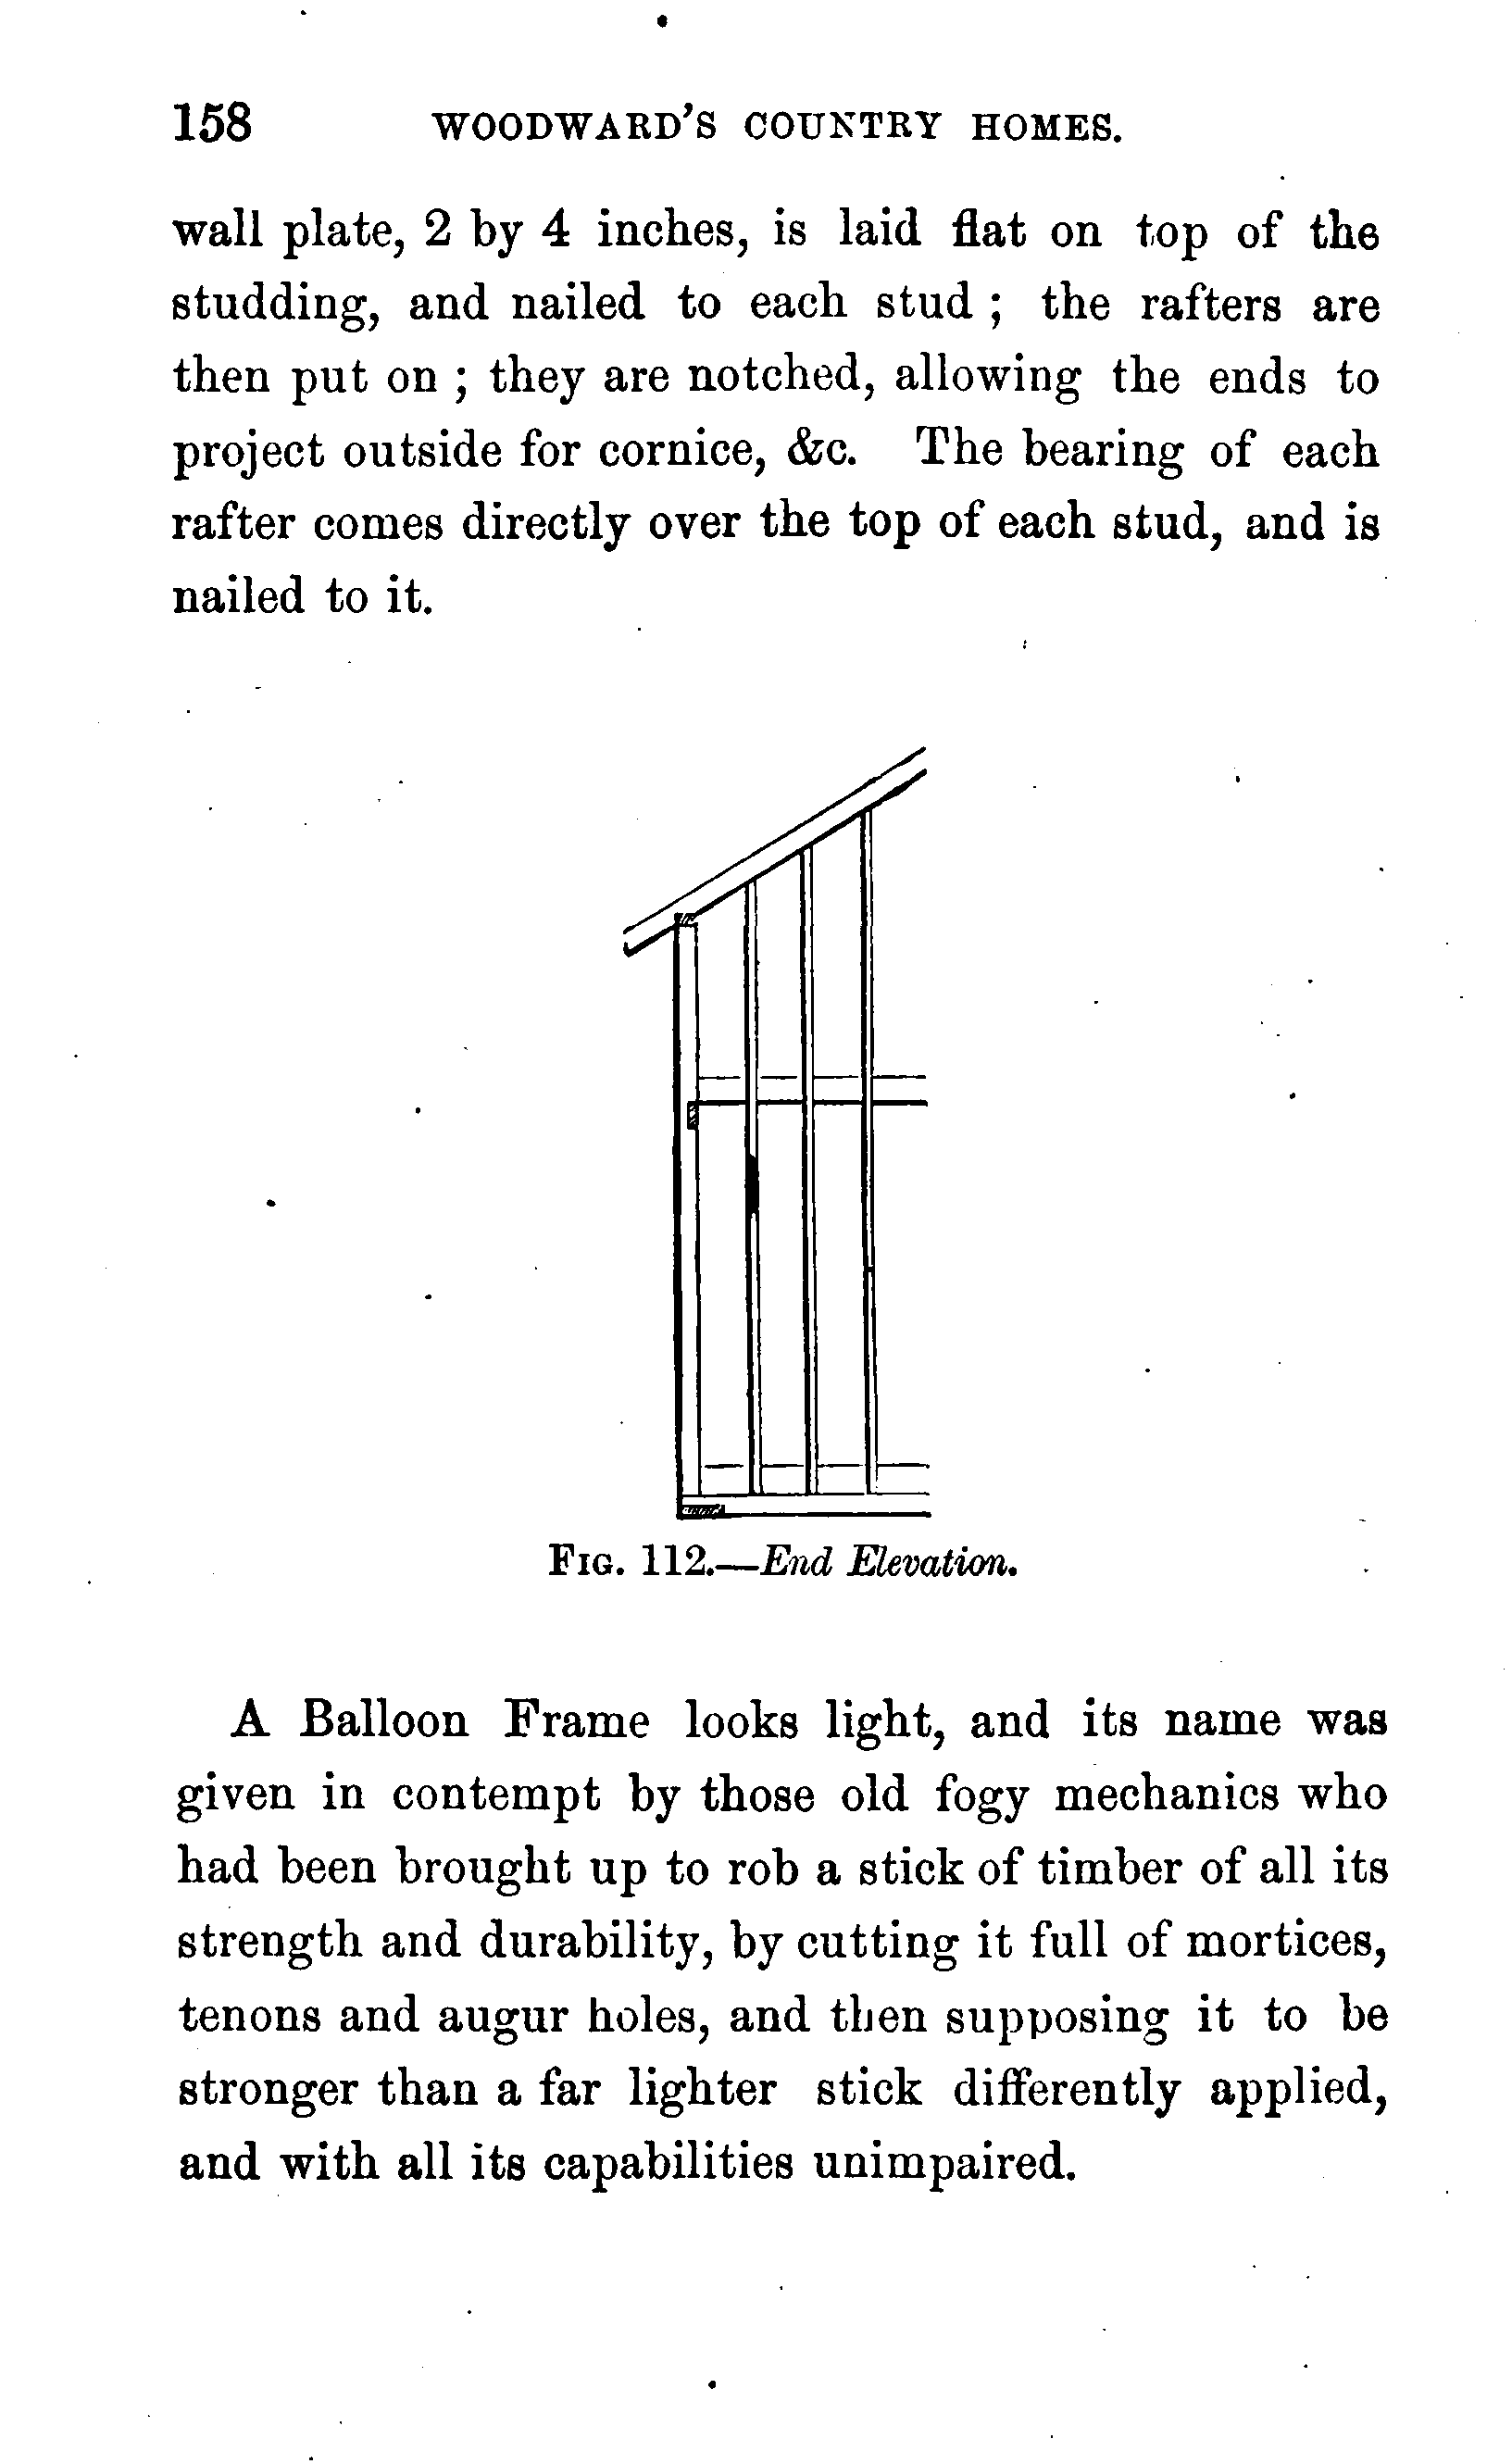 158 WOODWARD'S COUNTRY HOMES.
wall plate, 2 by 4 inches, is laid flat on top of the
studding, and nailed to each stud ; the rafters are
then put on ; they are notched, allowing the ends to
project outside for cornice, &c. The bearing of each
rafter comes directly over the top of each stud, and is
nailed to it.
FIG. 112.—End Elevation.
A Balloon Frame looks light, and its name was
given in contempt by those old fogy mechanics who
had been brought up to rob a stick of timber of all its
strength and durability, by cutting it full of mortices,
tenons and augur holes, and then supposing it to be
stronger than a far lighter stick differently applied,
and with all its capabilities unimpaired.